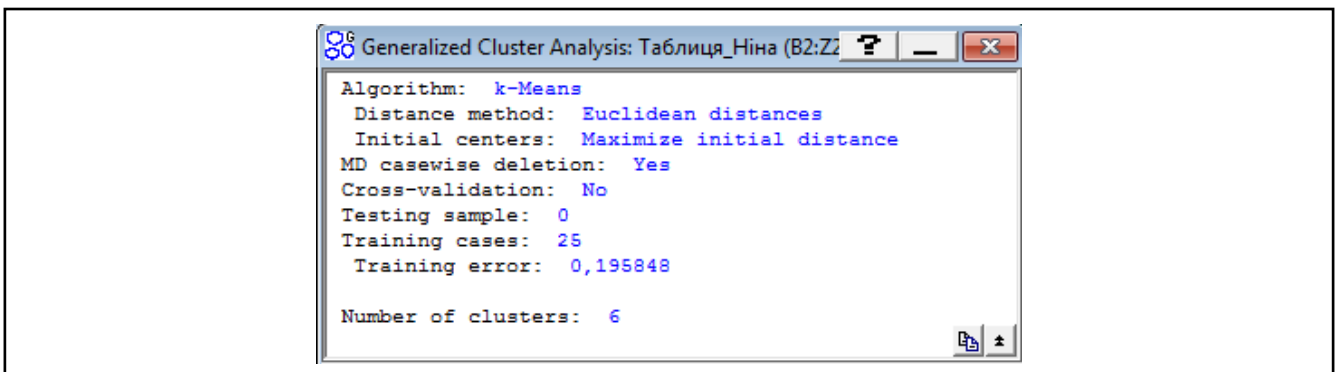 Generalized Cluster Analysis: Таблиця_Ніна (B2:Z2
Algorithm: k-Means
Distance method: Euclidean distances
Initial centers: Maximize initial distance
MD casewise deletion: Yes
Cross-validation: No
Testing sample: 0
Training cases: 25
Training error: 0,195848
Number of clusters: 6